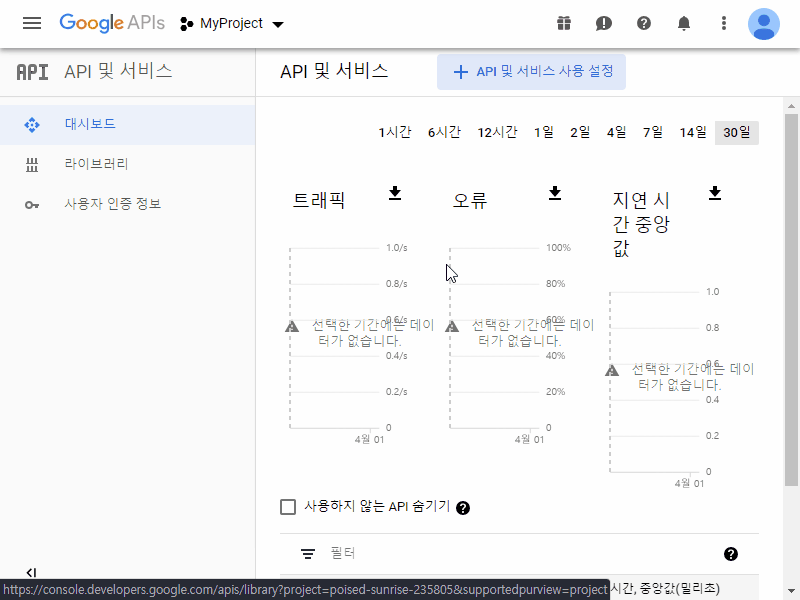 Google APIs MyProject
API API 및 서비스
API 및 서비스
+ API 및 서비스 사용 설정
대시보드
라이브러리
사용자 인증 정보
1시간 6시간 12시간 1일 2일 4일 7일 14일 30일
트래픽
1.0/s
0.8/s
0.6/s
선택한 기간에는 데이
터가 없습니다.
0.4/s
0.2/s
0
4월 01
오류
100%
80%
60%
선택한 기간에는 데이
터가 없습니다.
40%
20%
0
4월 01
지연 시
간 중앙
값
1.0
0.8
0.6
선택한 기간에는 데이
터가 없습니다.
0.4
0.2
0
4월 01
사용하지 않는 API 숨기기
필터
https://console.developers.google.com/apis/library?project=poised-sunrise-235805&supportedpurview=project
시간, 중앙값(밀리초)